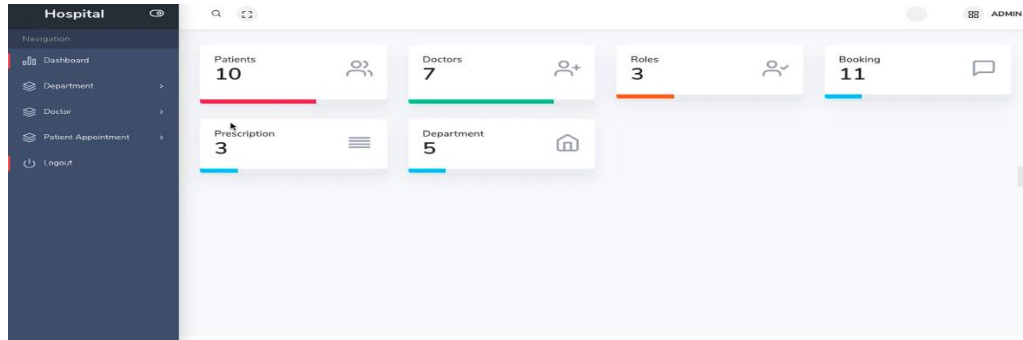 Hospital
ADMIN
Navigation
Dashboard
Department
Doctor
Patient Appointment
Logout
Patients
10
Doctors
7
Roles
3
Booking
11
Prescription
3
Department
5